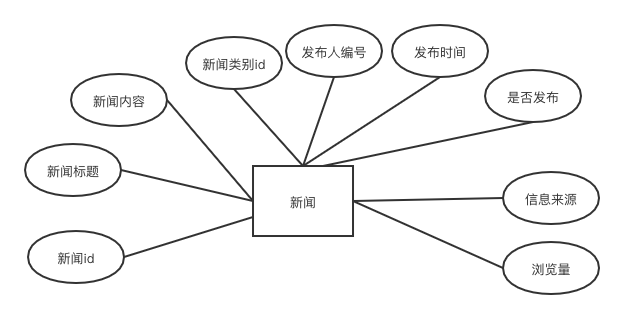 发布人编号
发布时间
新闻类别id
新闻内容
是否发布
新闻标题
新闻
信息来源
新闻id
浏览量